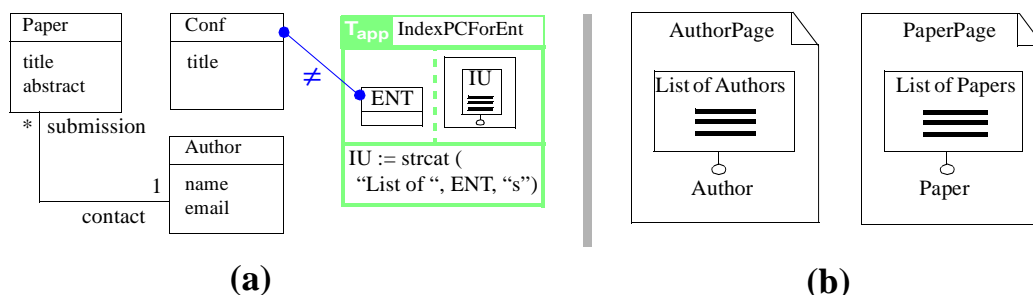 Paper
title
abstract
* submission
1
contact
Conf
title
Author
name
email
≠
Tapp IndexPCForEnt
ENT
IU
IU := strcat (
“List of “, ENT, “s”)
(a)
AuthorPage
List of Authors
Author
PaperPage
List of Papers
Paper
(b)